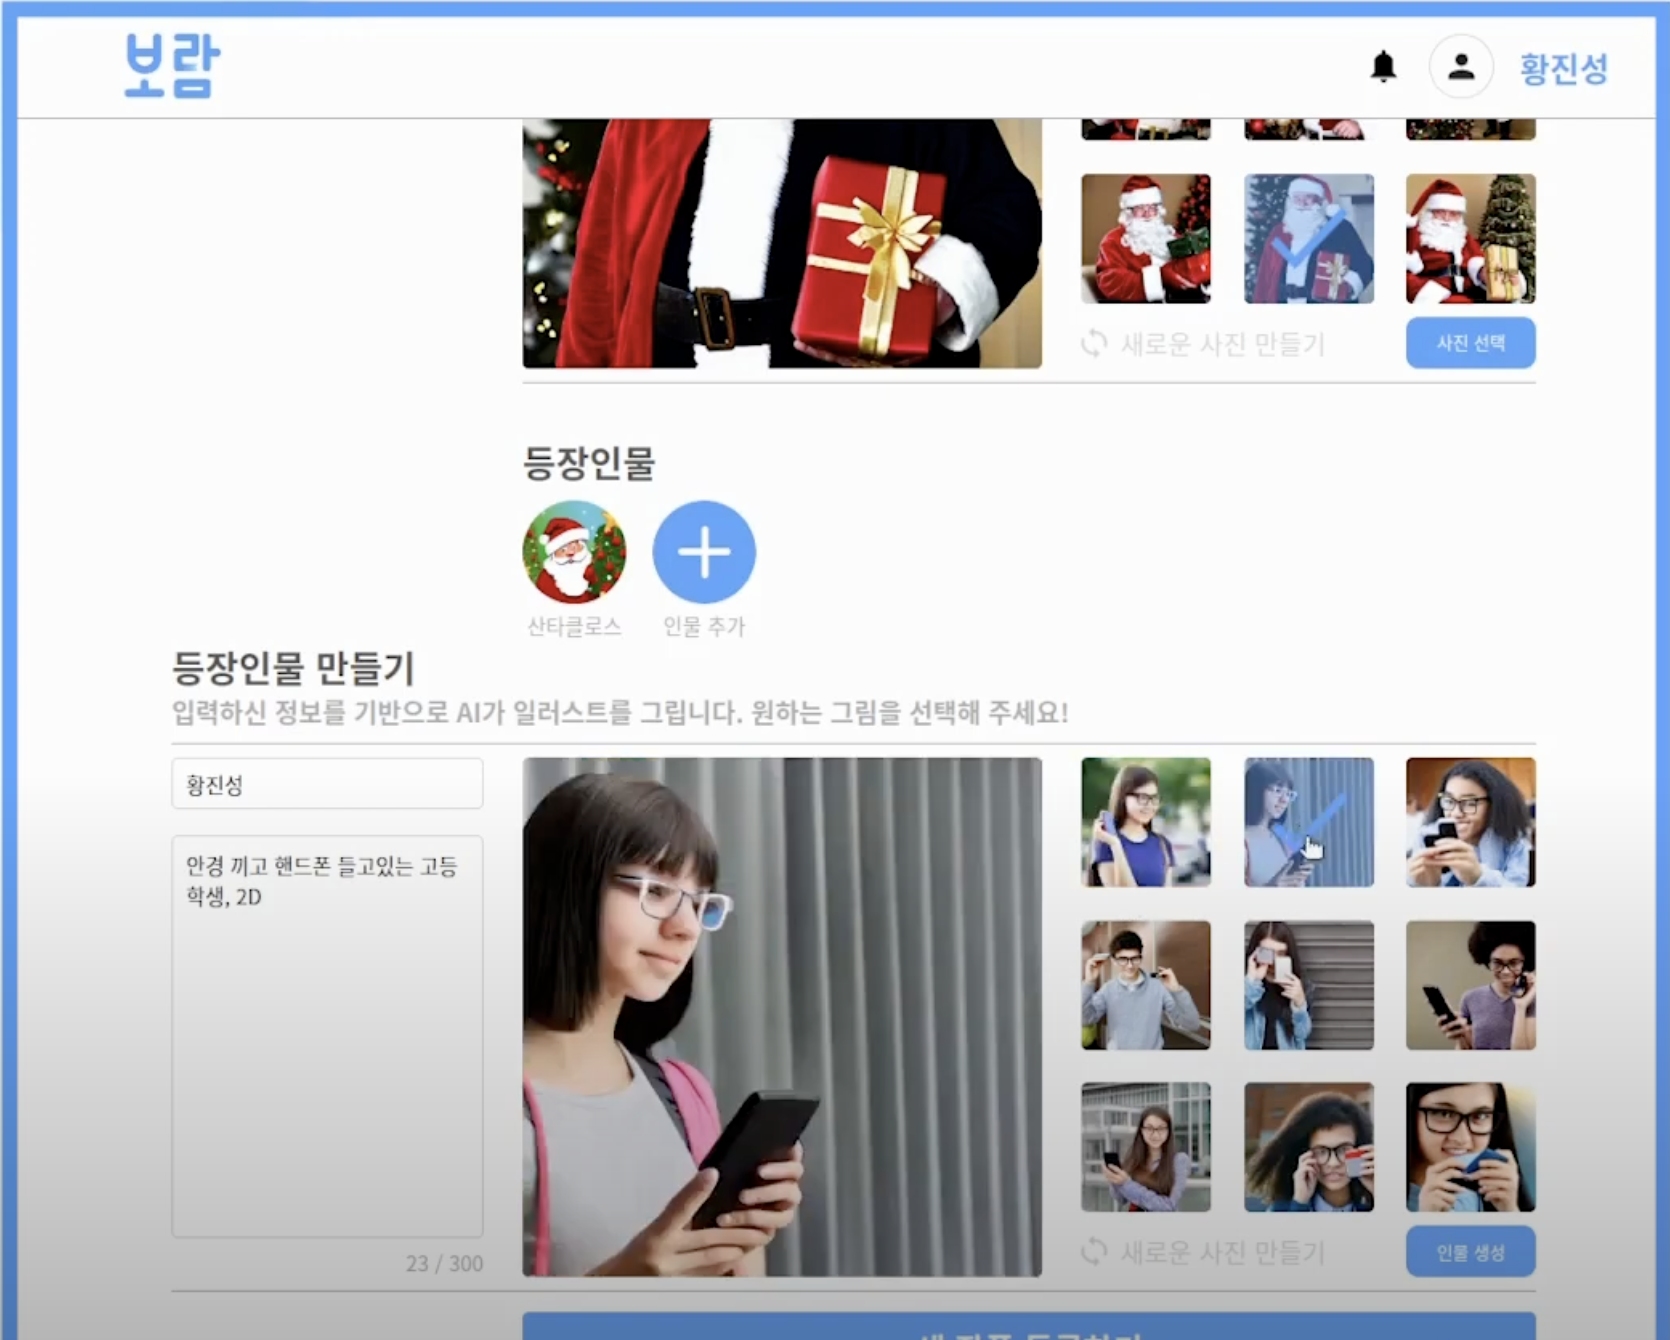 보람
황진성
새로운 사진 만들기
사진 선택
등장인물
산타클로스
인물 추가
등장인물 만들기
입력하신 정보를 기반으로 AI가 일러스트를 그립니다. 원하는 그림을 선택해 주세요!
황진성
안경 끼고 핸드폰 들고있는 고등
학생, 2D
23 / 300
새로운 사진 만들기
인물 생성